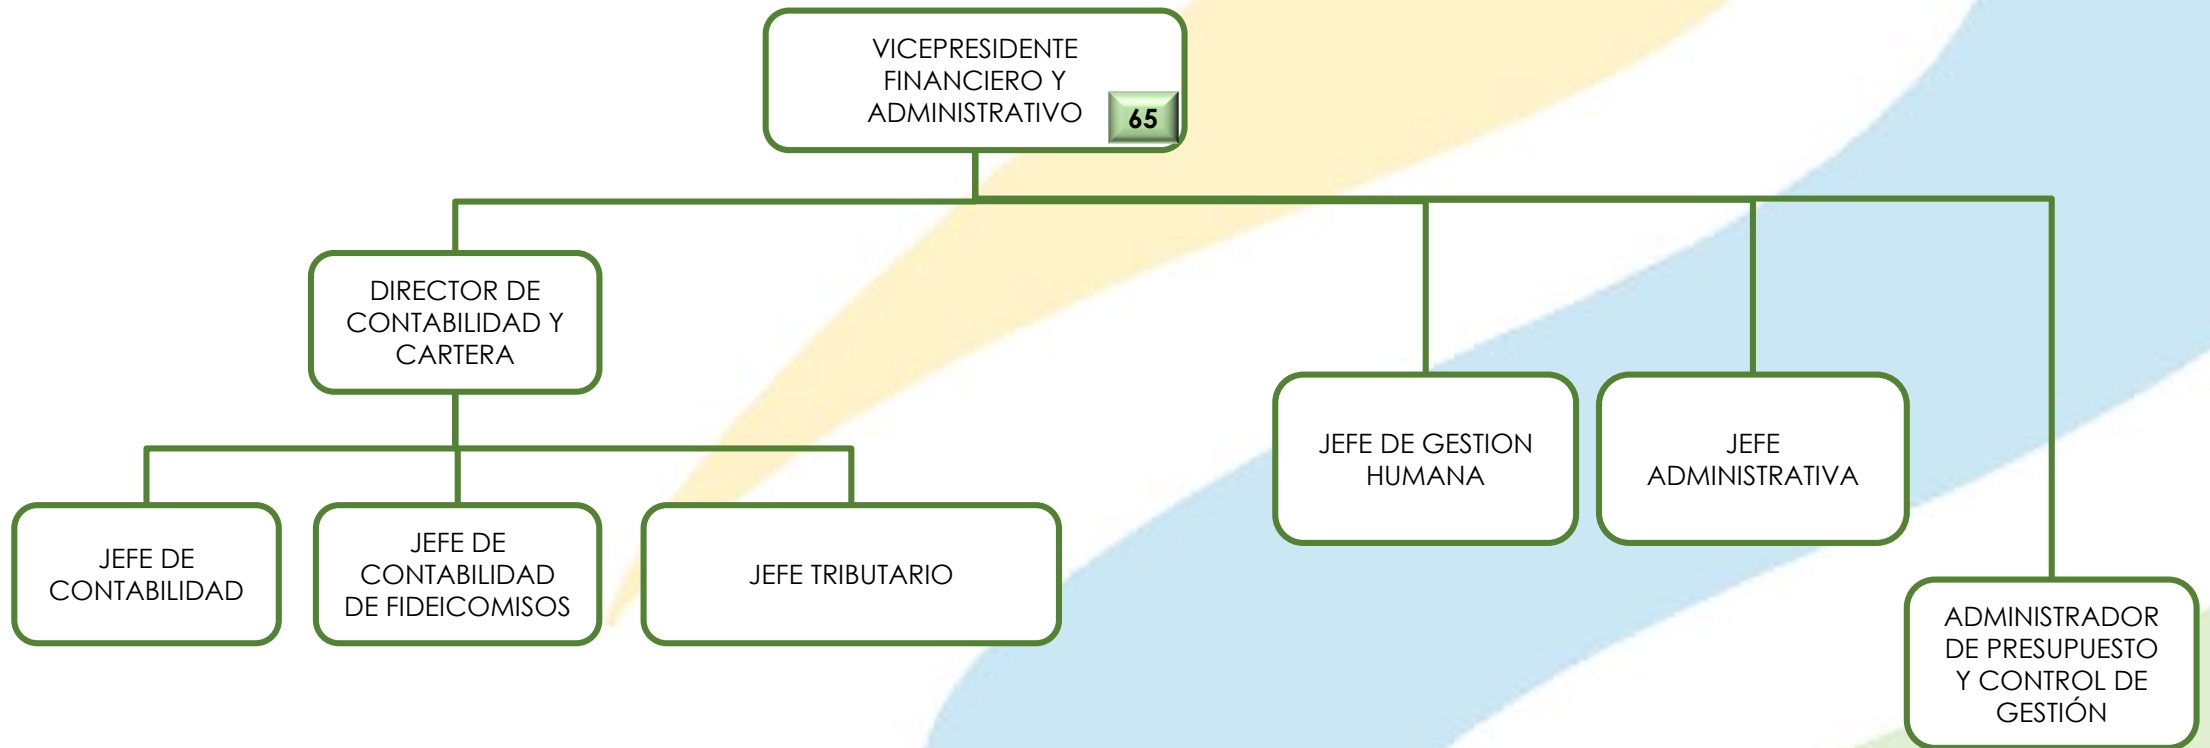 VICEPRESIDENTE
FINANCIERO Y
ADMINISTRATIVO
65
DIRECTOR DE
CONTABILIDAD Y
CARTERA
JEFE DE GESTION
HUMANA
JEFE
ADMINISTRATIVA
JEFE DE
CONTABILIDAD
JEFE DE
CONTABILIDAD
DE FIDEICOMISOS
JEFE TRIBUTARIO
ADMINISTRADOR
DE PRESUPUESTO
Y CONTROL DE
GESTIÓN